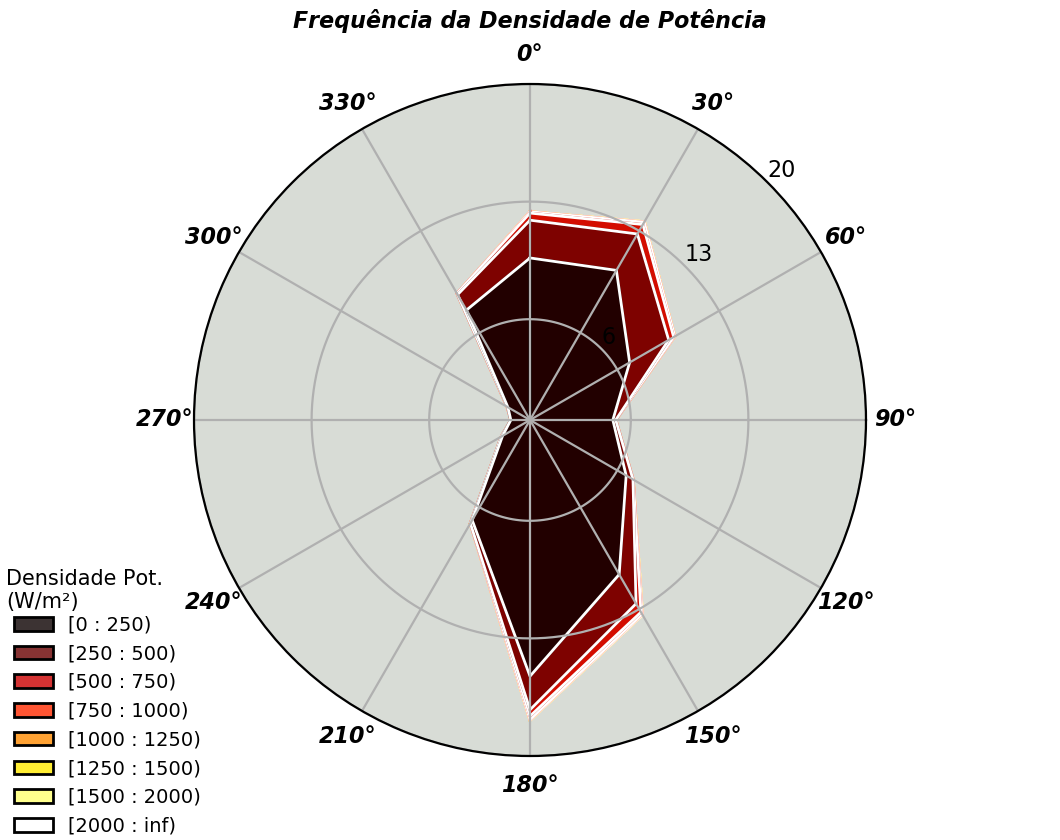 Frequência da Densidade de Potência
0°
330°
30°
20
300°
60°
13
6
270°
90°
240°
120°
210°
150°
180°
Densidade Pot.
(W/m²)
[0 : 250)
[250 : 500)
[500 : 750)
[750 : 1000)
[1000 : 1250)
[1250 : 1500)
[1500 : 2000)
[2000 : inf)